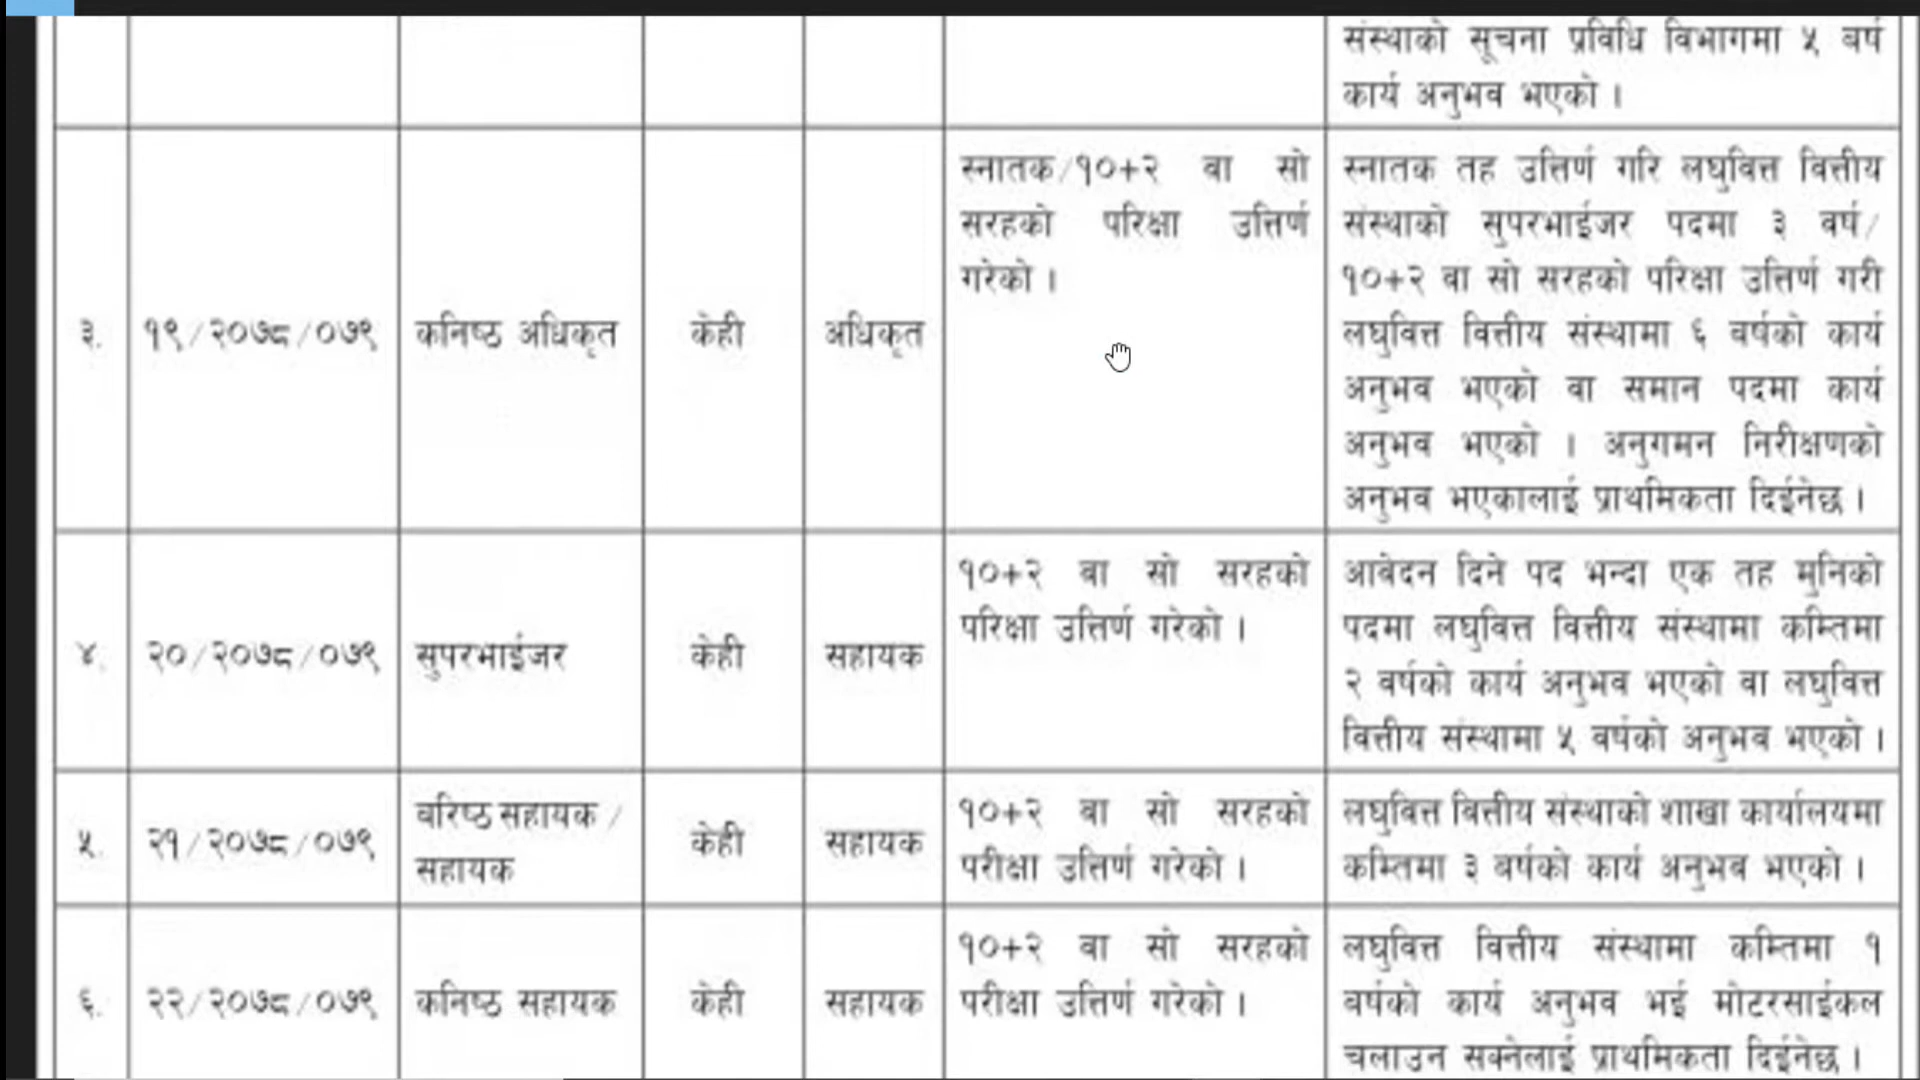 संस्थाको सूचना प्रविधि विभागमा ५ बर्ष
कार्य अनुभव भएको ।
३.
१९/२०७८/०७९
कनिष्ठ अधिकृत
केही
अधिकृत
स्नातक/१०+२ वा सो
सरहको परिक्षा उत्तिर्ण
गरेको ।
स्नातक तह उत्तिर्ण गरि लघुवित्त वित्तीय
संस्थाको सुपरभाईजर पदमा ३ वर्ष/
१०+२ वा सो सरहको परिक्षा उत्तिर्ण गरी
लघुवित्त वित्तीय संस्थामा ६ वर्षको कार्य
अनुभव भएको वा समान पदमा कार्य
अनुभव भएको । अनुगमन निरीक्षणको
अनुभव भएकालाई प्राथमिकता दिईनेछ ।
४.
२०/२०७८/०७९
सुपरभाईजर
केही
सहायक
१०+२ वा सो सरहको
परिक्षा उत्तिर्ण गरेको ।
आवेदन दिने पद भन्दा एक तह मुनिको
पदमा लघुवित्त वित्तीय संस्थामा कम्तिमा
२ वर्षको कार्य अनुभव भएको वा लघुवित्त
वित्तीय संस्थामा ५ वर्षको अनुभव भएको ।
५.
२१/२०७८/०७९
वरिष्ठ सहायक /
सहायक
केही
सहायक
१०+२ वा सो सरहको
परीक्षा उत्तिर्ण गरेको ।
लघुवित्त वित्तीय संस्थाको शाखा कार्यालयमा
कम्तिमा ३ बर्षको कार्य अनुभव भएको ।
६.
२२/२०७८/०७९
कनिष्ठ सहायक
केही
सहायक
१०+२ वा सो सरहको
परीक्षा उत्तिर्ण गरेको ।
लघुवित्त वित्तीय संस्थामा कम्तिमा १
बर्षको कार्य अनुभव भई मोटरसाईकल
चलाउन सक्नेलाई प्राथमिकता दिईनेछ ।